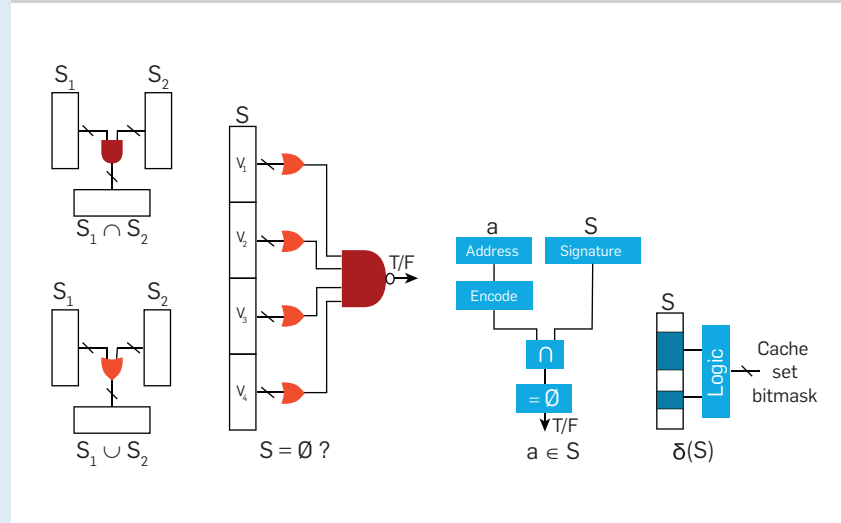 S₁ S₂
S₁ ∩ S₂
S₁ S₂
S₁ ∪ S₂
S
V₁
V₂
V₃
V₄
T/F
S = Ø ?
a S
Address Signature
Encode
∩
= Ø
T/F
a ∈ S
S
Logic
Cache
set
bitmask
δ(S)